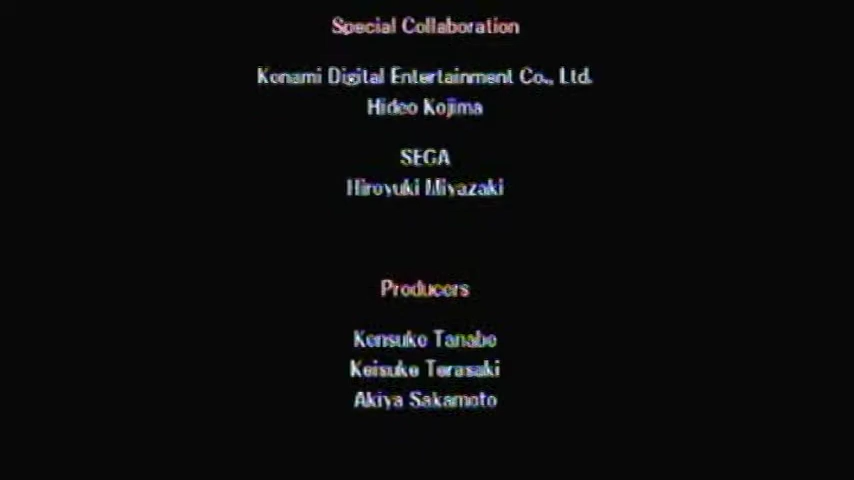 Special Collaboration
Konami Digital Entertainment Co., Ltd.
Hideo Kojima
SEGA
Hiroyuki Miyazaki
Producers
Kensuke Tanabe
Keisuke Terasaki
Akiya Sakamoto